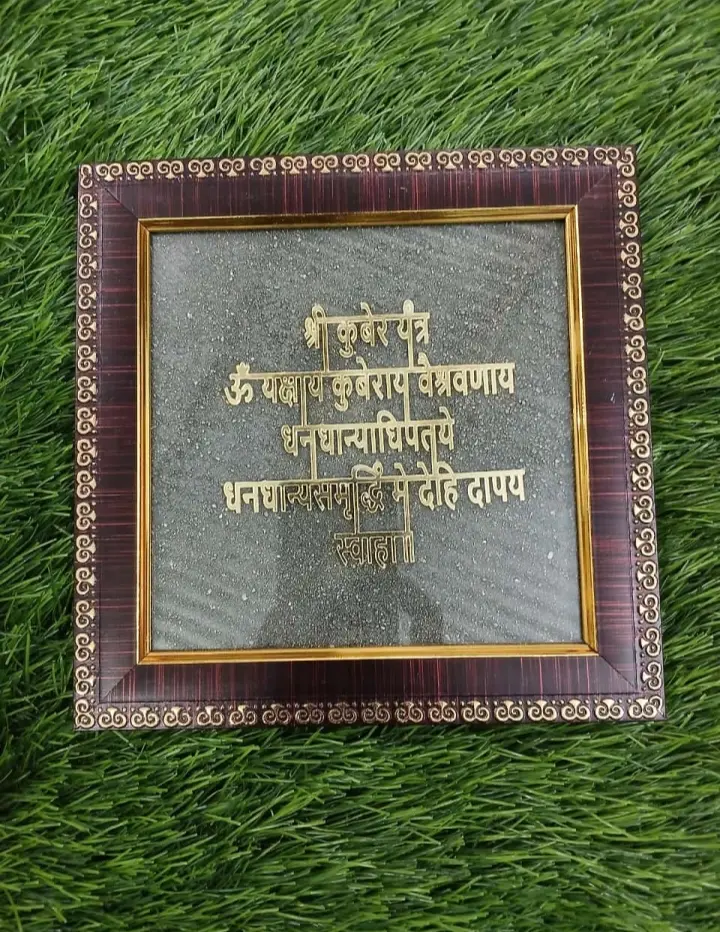 श्री कुबेर यंत्र
ॐ यक्षाय कुबेराय वैश्रवणाय
धनधान्याधिपतये
धनधान्यसमृद्धिं मे देहि दापय
स्वाहा॥